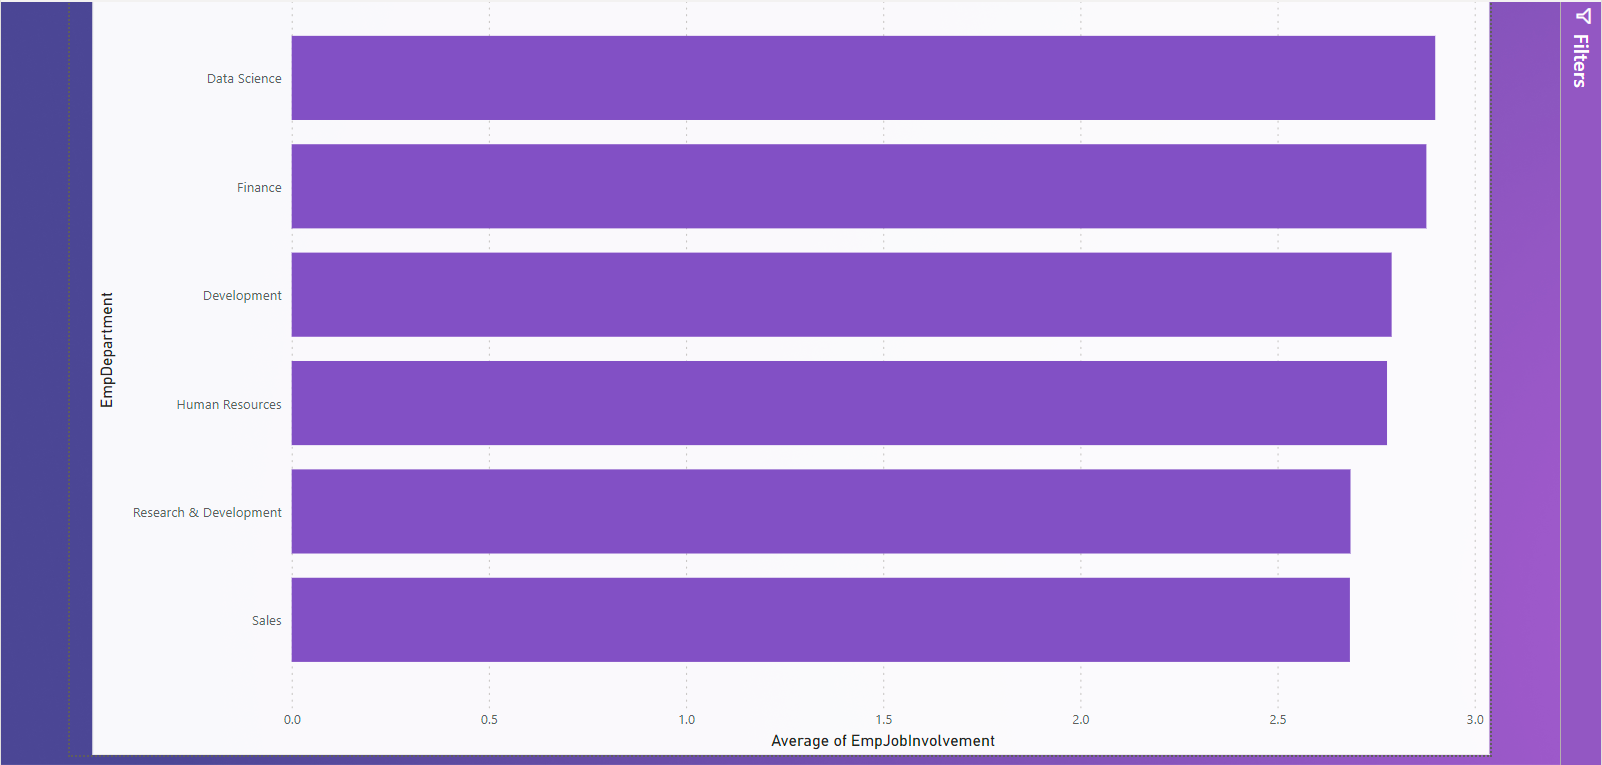 Filters
EmpDepartment
Data Science
Finance
Development
Human Resources
Research & Development
Sales
0.0 0.5 1.0 1.5 2.0 2.5 3.0
Average of EmpJobInvolvement